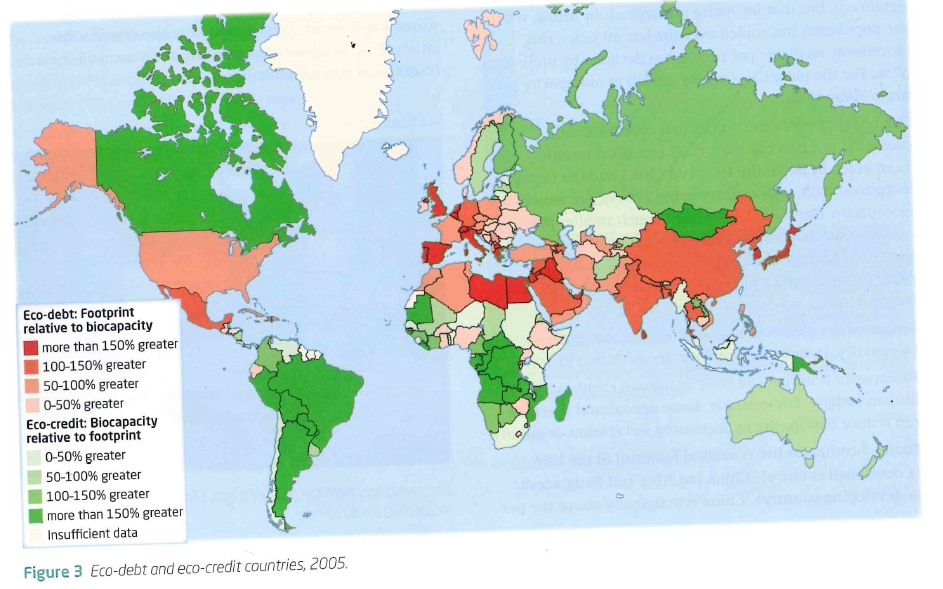 Eco-debt: Footprint
relative to biocapacity
more than 150% greater
100-150% greater
50-100% greater
0-50% greater
Eco-credit: Biocapacity
relative to footprint
0-50% greater
50-100% greater
100-150% greater
more than 150% greater
Insufficient data
Figure 3 Eco-debt and eco-credit countries, 2005.